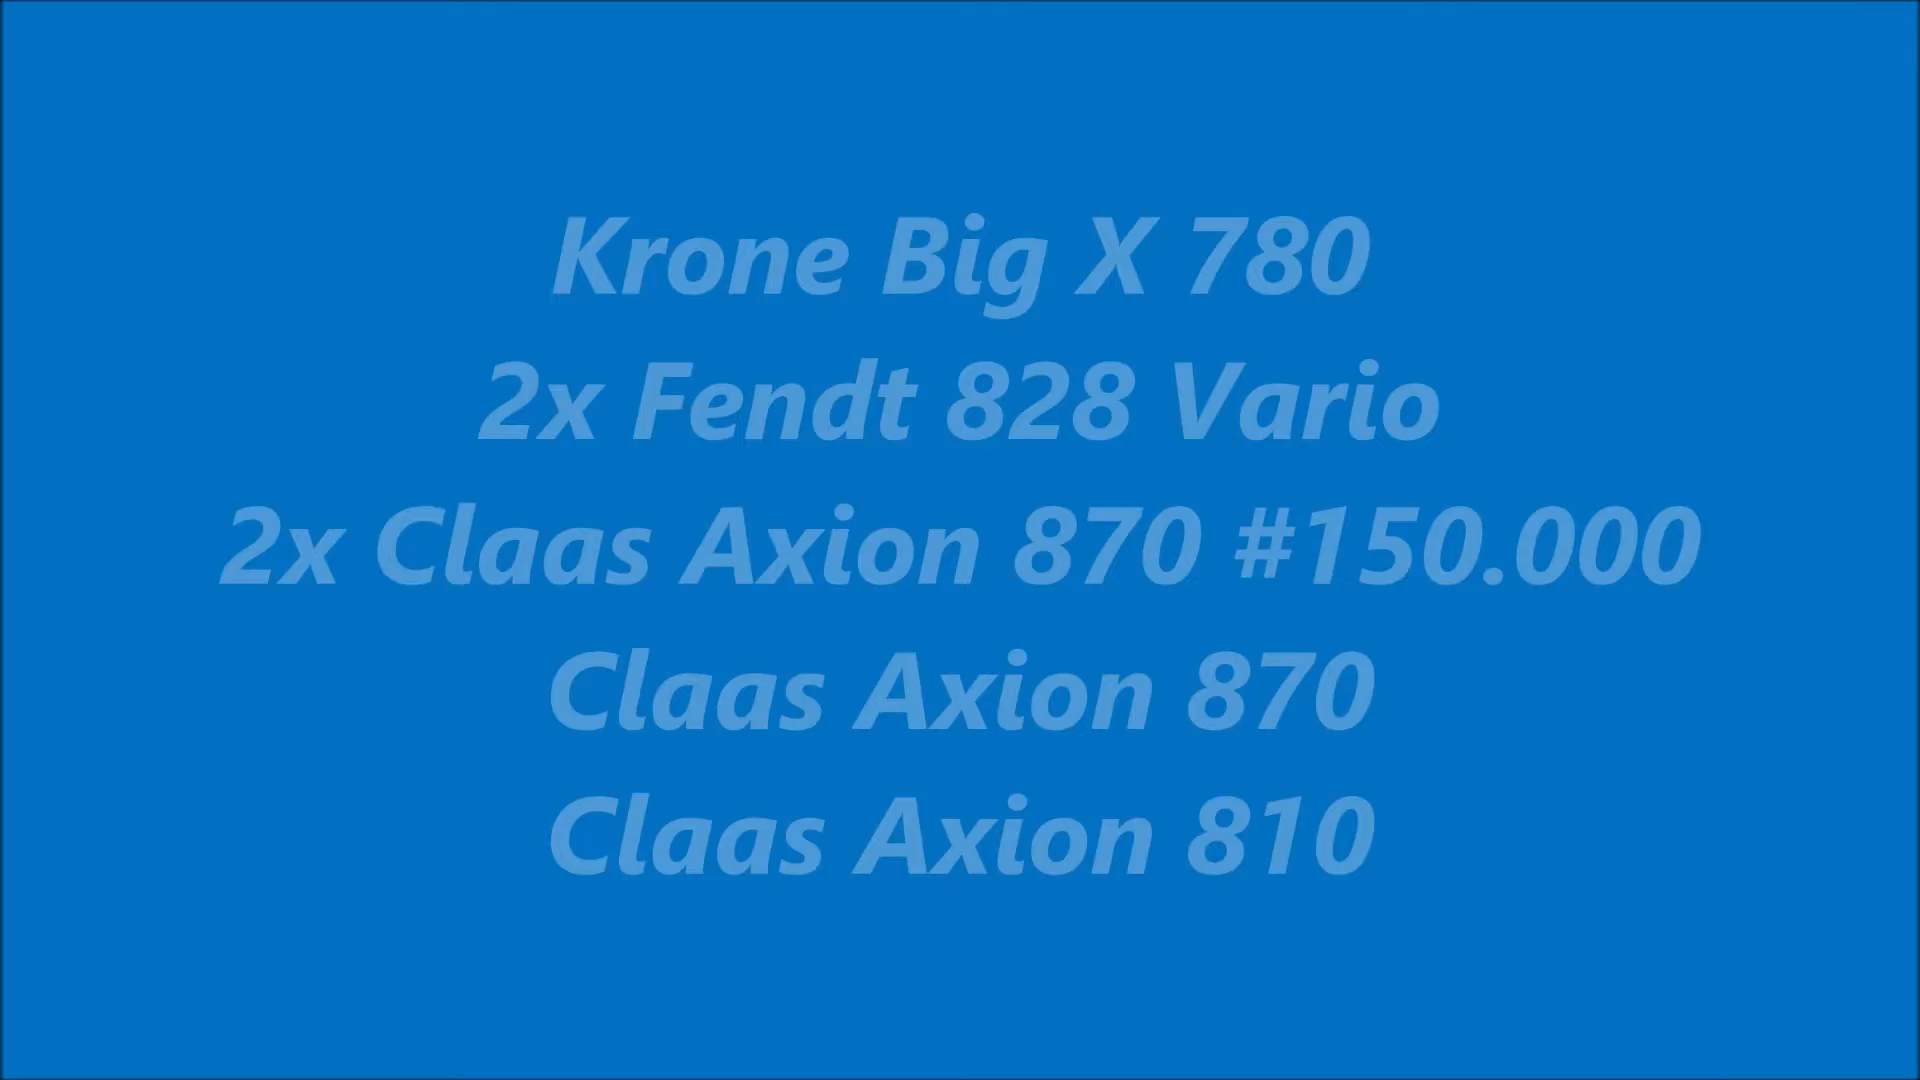 Krone Big X 780
2x Fendt 828 Vario
2x Claas Axion 870 #150.000
Claas Axion 870
Claas Axion 810